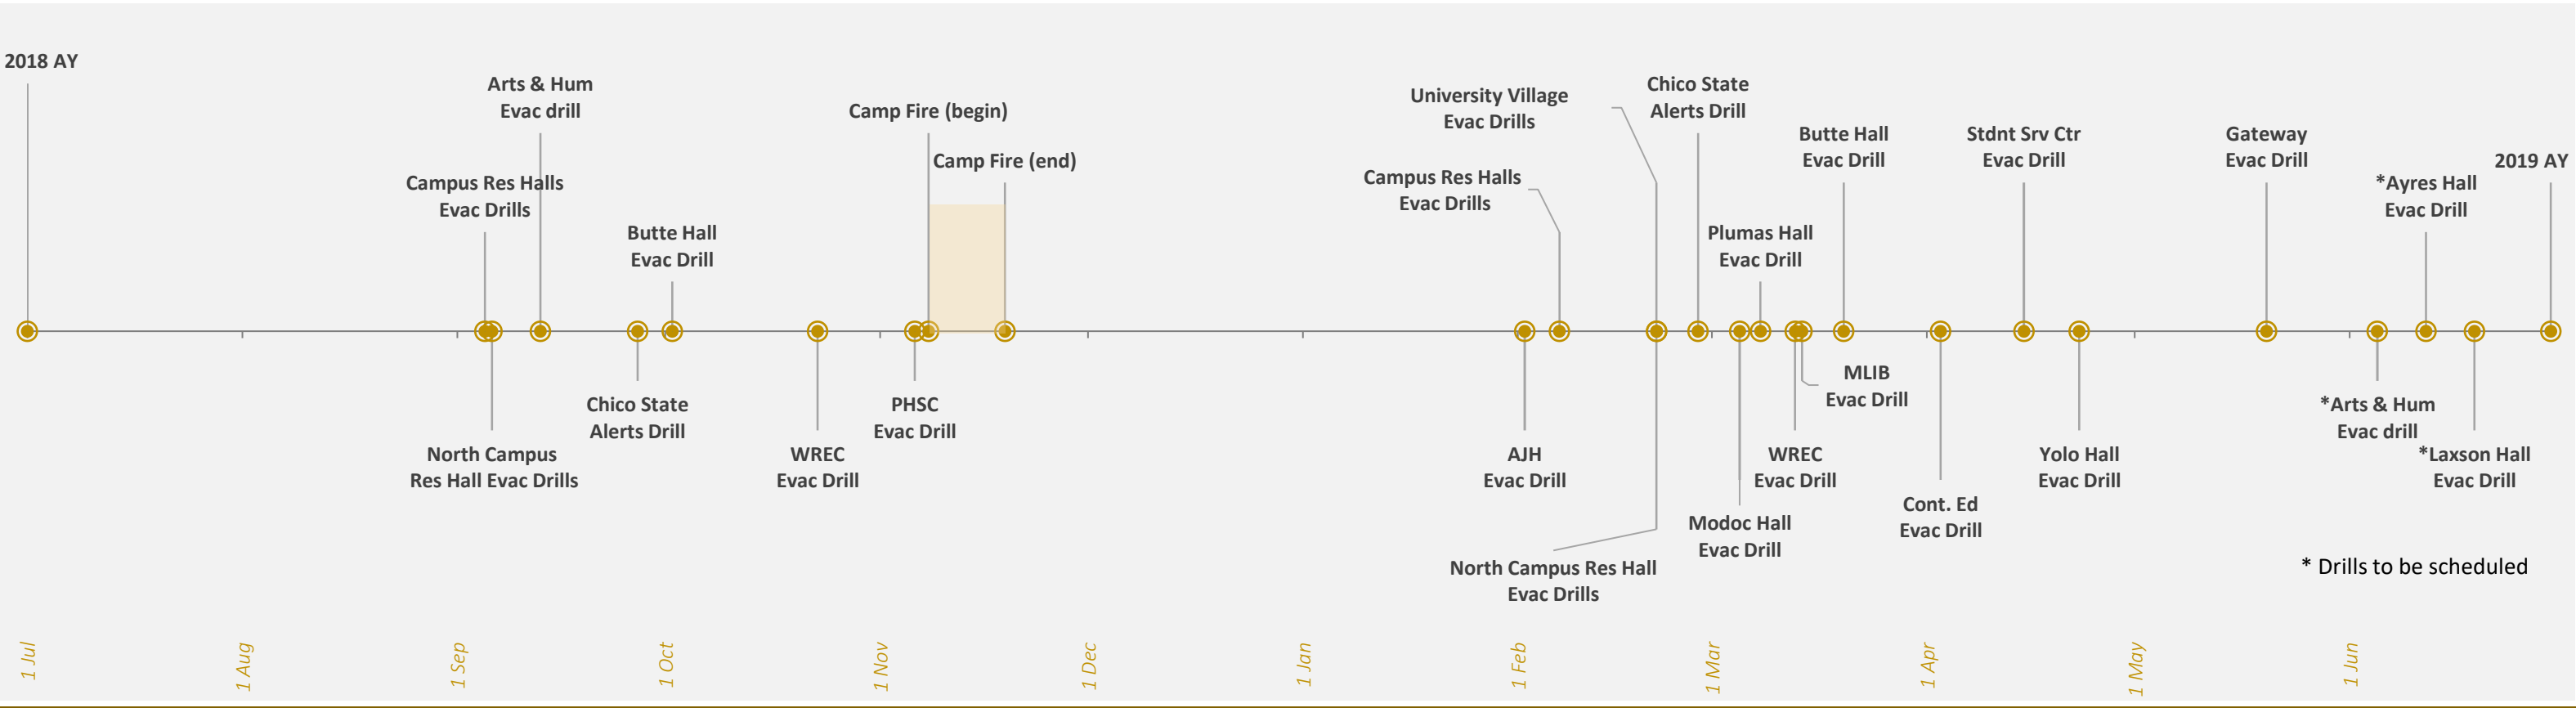 2018 AY
Arts & Hum
Evac drill
Campus Res Halls
Evac Drills
Butte Hall
Evac Drill
Camp Fire (begin)
Camp Fire (end)
University Village
Evac Drills
Campus Res Halls
Evac Drills
Chico State
Alerts Drill
Plumas Hall
Evac Drill
Butte Hall
Evac Drill
Stdnt Srv Ctr
Evac Drill
Gateway
Evac Drill
*Ayres Hall
Evac Drill
2019 AY
North Campus
Res Hall Evac Drills
Chico State
Alerts Drill
WREC
Evac Drill
PHSC
Evac Drill
AJH
Evac Drill
North Campus Res Hall
Evac Drills
Modoc Hall
Evac Drill
WREC
Evac Drill
MLIB
Evac Drill
Cont. Ed
Evac Drill
Yolo Hall
Evac Drill
*Arts & Hum
Evac drill
*Laxson Hall
Evac Drill
* Drills to be scheduled
1 Jul
1 Aug
1 Sep
1 Oct
1 Nov
1 Dec
1 Jan
1 Feb
1 Mar
1 Apr
1 May
1 Jun